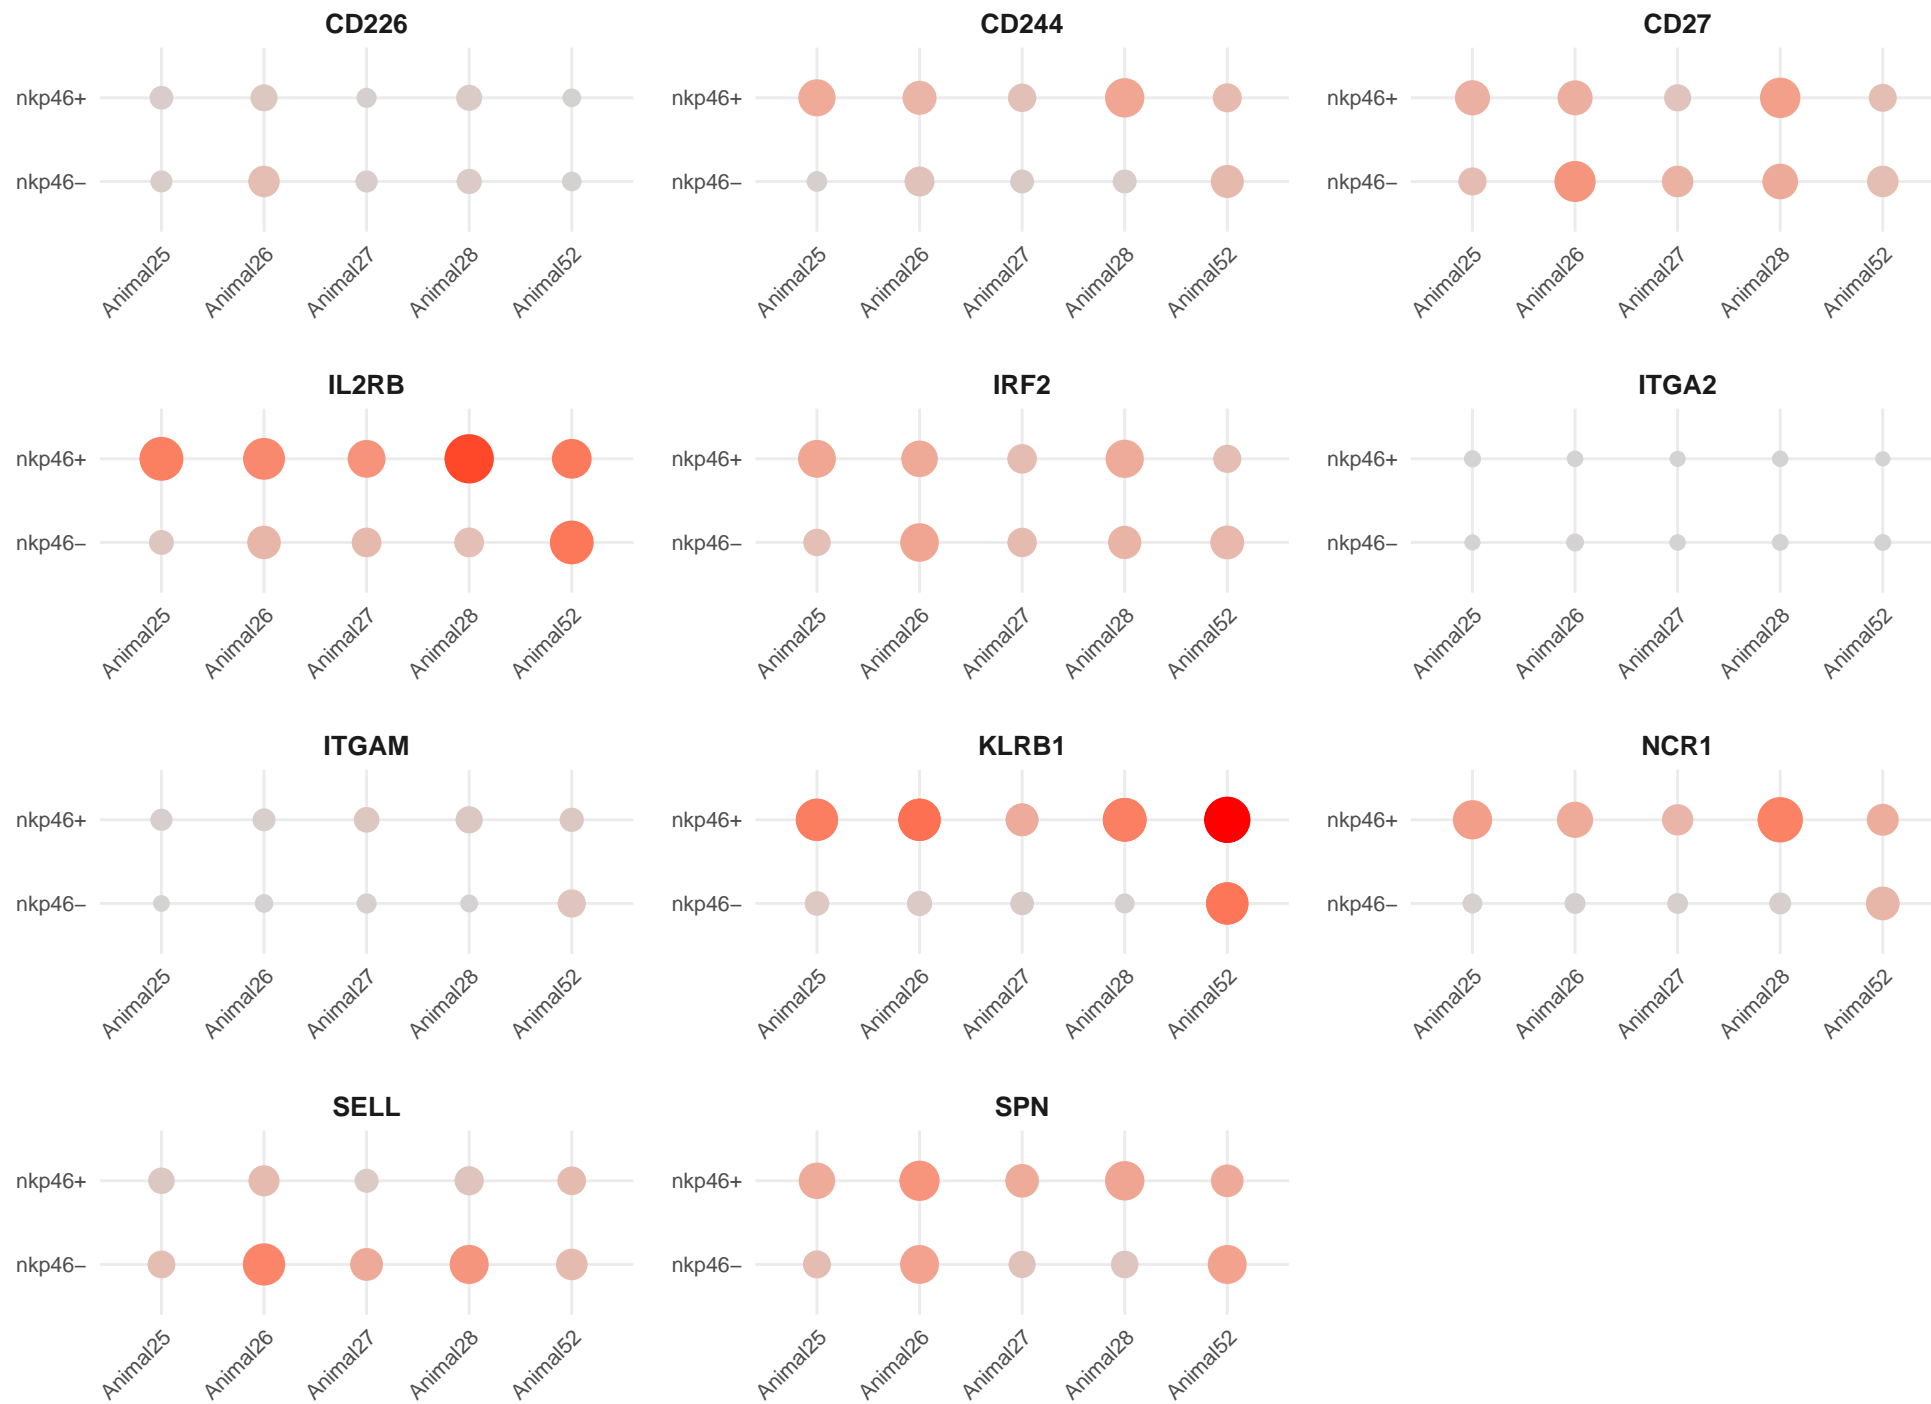 CD226 CD244 CD27
nkp46+ nkp46+ nkp46+
nkp46− nkp46− nkp46−
Animal25 Animal26 Animal27 Animal28 Animal52 Animal25 Animal26 Animal27 Animal28 Animal52 Animal25 Animal26 Animal27 Animal28 Animal52
IL2RB IRF2 ITGA2
nkp46+ nkp46+ nkp46+
nkp46− nkp46− nkp46−
Animal25 Animal26 Animal27 Animal28 Animal52 Animal25 Animal26 Animal27 Animal28 Animal52 Animal25 Animal26 Animal27 Animal28 Animal52
ITGAM KLRB1 NCR1
nkp46+ nkp46+ nkp46+
nkp46− nkp46− nkp46−
Animal25 Animal26 Animal27 Animal28 Animal52 Animal25 Animal26 Animal27 Animal28 Animal52 Animal25 Animal26 Animal27 Animal28 Animal52
SELL SPN
nkp46+ nkp46+
nkp46− nkp46−
Animal25 Animal26 Animal27 Animal28 Animal52 Animal25 Animal26 Animal27 Animal28 Animal52